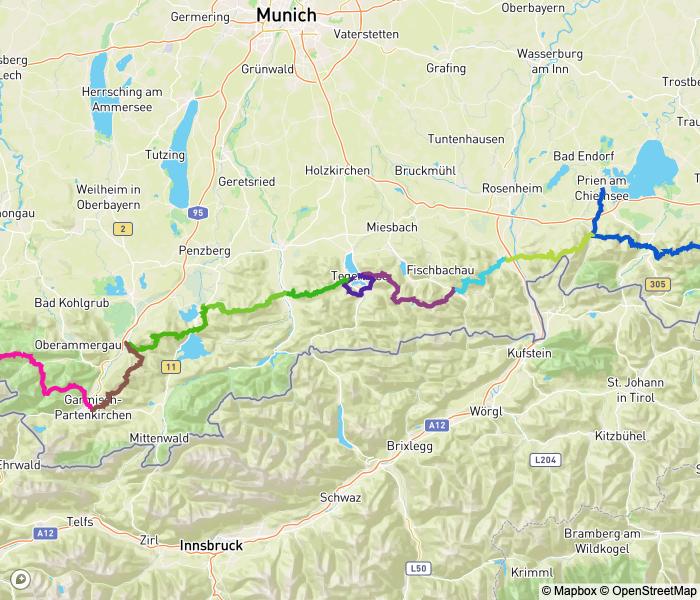 Oberbayern
Germering
Munich
Vaterstetten
sberg
Lech
Wasserburg
am Inn
Grünwald
Grafing
Herrsching am
Ammersee
Trostbe
Trau
Tuntenhausen
Tutzing
Bad Endorf
Holzkirchen
Bruckmühl
Geretsried
Prien am
Chiemsee
Weilheim in
Oberbayern
Rosenheim
ongau
95
2
Miesbach
Penzberg
Fischbachau
305
Bad Kohlgrub
Oberammergau
Kufstein
11
St. Johann
in Tirol
Garmisch-
Partenkirchen
Wörgl
A12
Mittenwald
Kitzbühel
Brixlegg
Ehrwald
L204
Schwaz
Telfs
A12
Zirl
Bramberg am
Wildkogel
Innsbruck
L50
Krimml
© Mapbox © OpenStreetMap